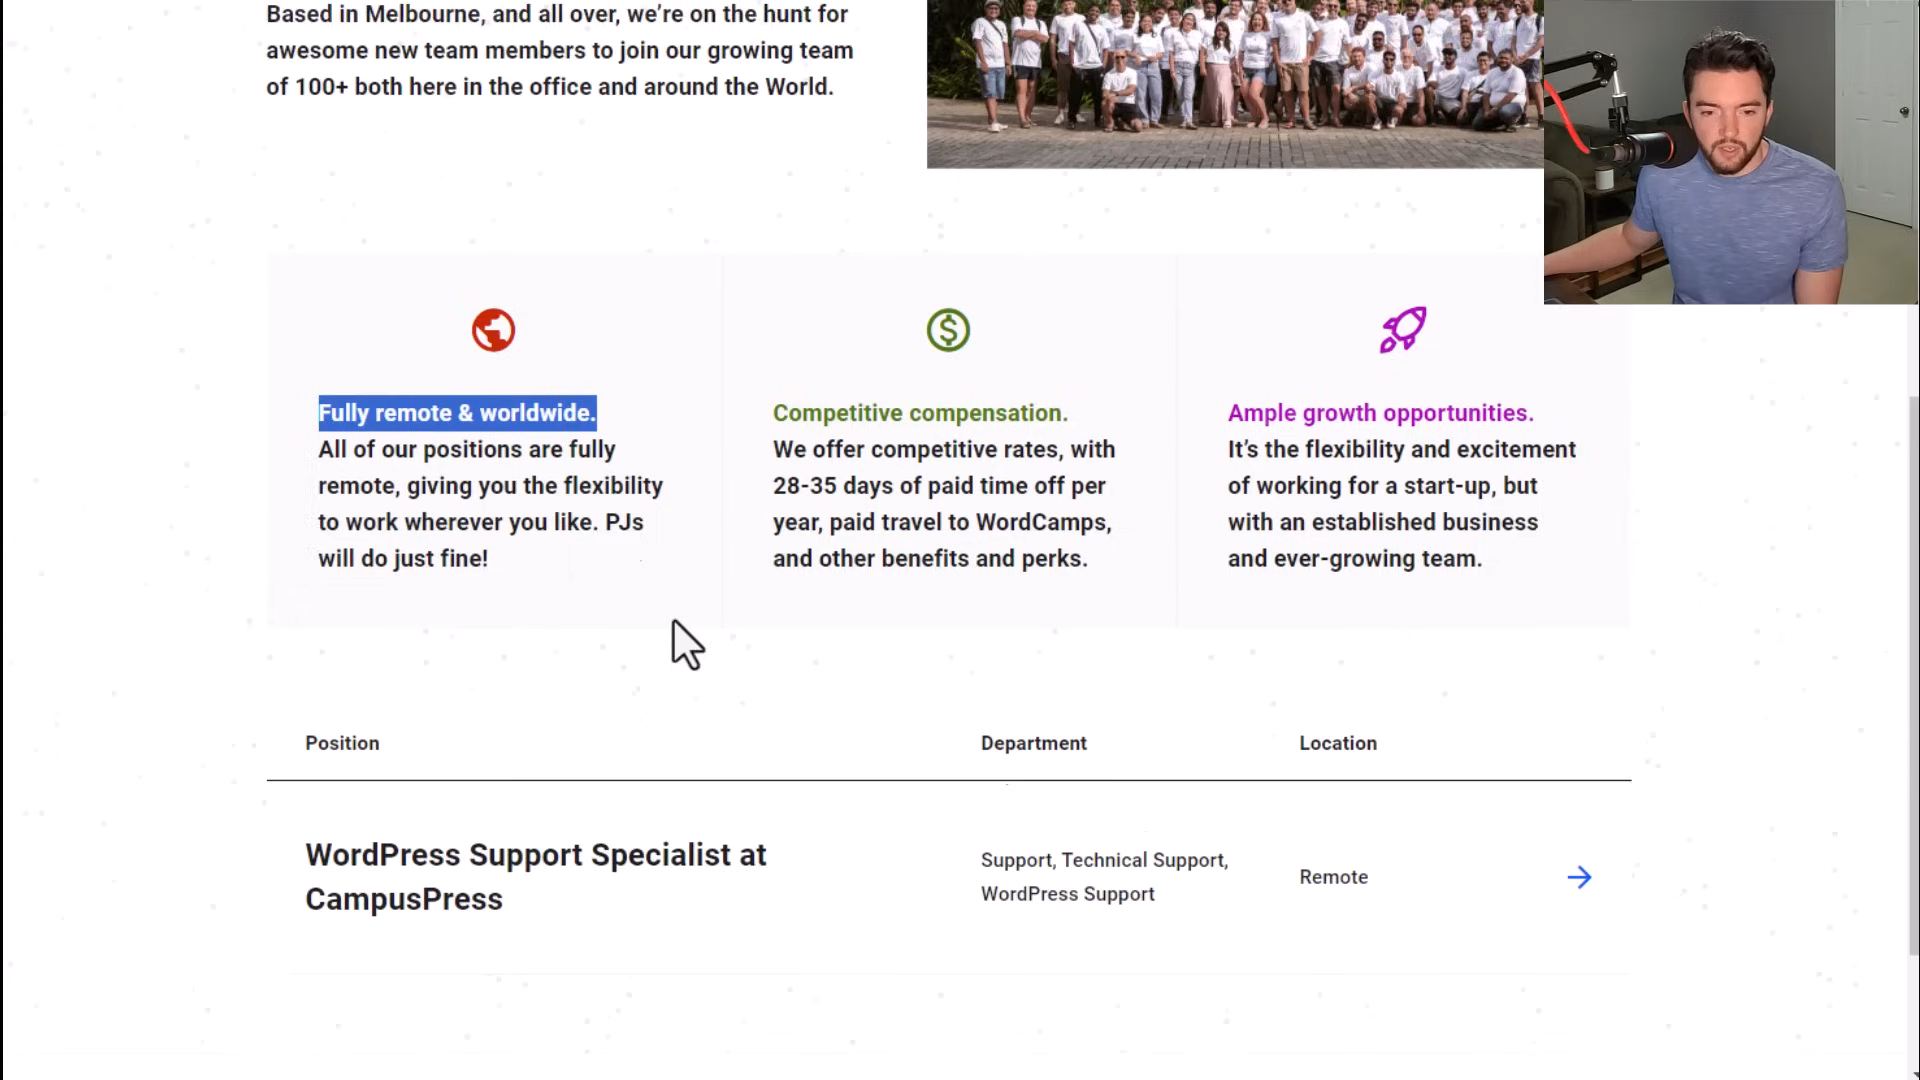 Based in Melbourne, and all over, we’re on the hunt for
awesome new team members to join our growing team
of 100+ both here in the office and around the World.
Fully remote & worldwide.
All of our positions are fully
remote, giving you the flexibility
to work wherever you like. PJs
will do just fine!
Competitive compensation.
We offer competitive rates, with
28-35 days of paid time off per
year, paid travel to WordCamps,
and other benefits and perks.
Ample growth opportunities.
It’s the flexibility and excitement
of working for a start-up, but
with an established business
and ever-growing team.
Position
Department
Location
WordPress Support Specialist at
CampusPress
Support, Technical Support,
WordPress Support
Remote